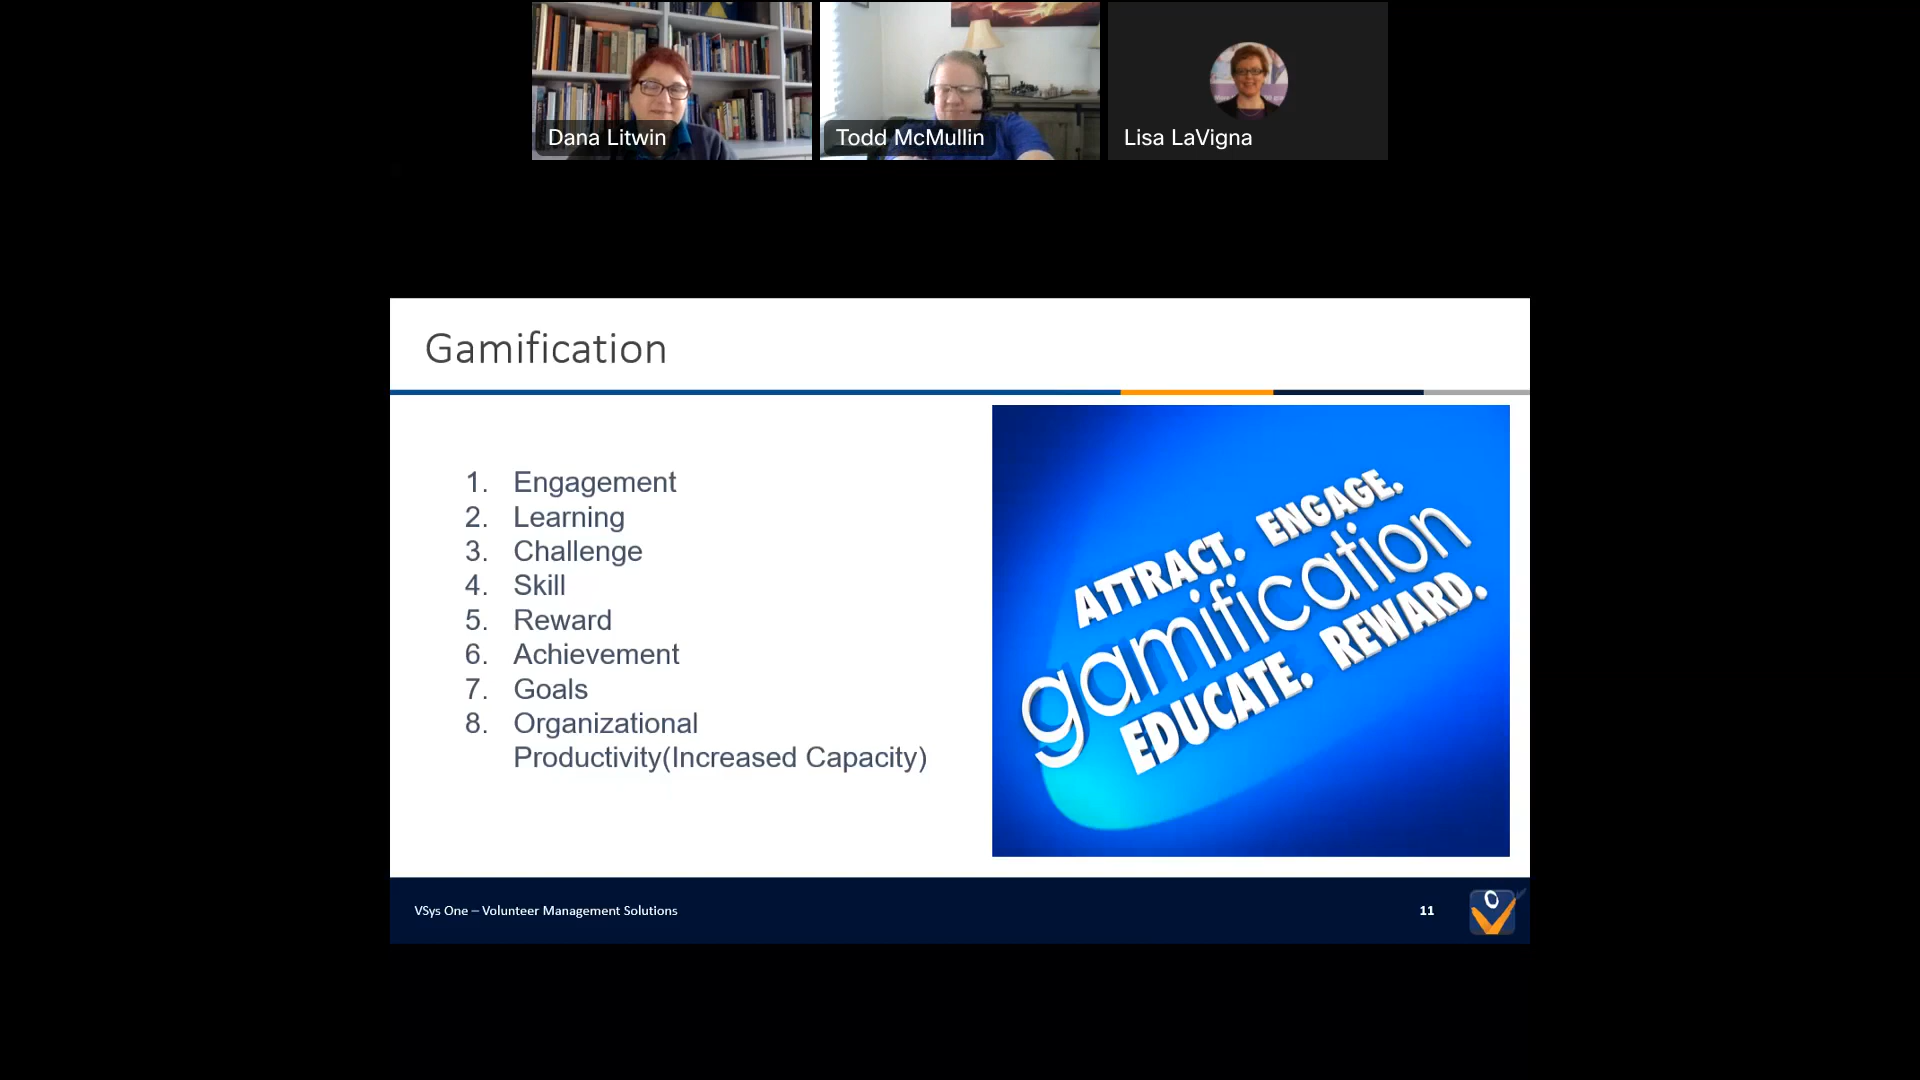 Dana Litwin
Todd McMullin
Lisa LaVigna
Gamification
1. Engagement
2. Learning
3. Challenge
4. Skill
5. Reward
6. Achievement
7. Goals
8. Organizational
Productivity(Increased Capacity)
ATTRACT. ENGAGE.
gamification
EDUCATE. REWARD.
VSys One – Volunteer Management Solutions
11